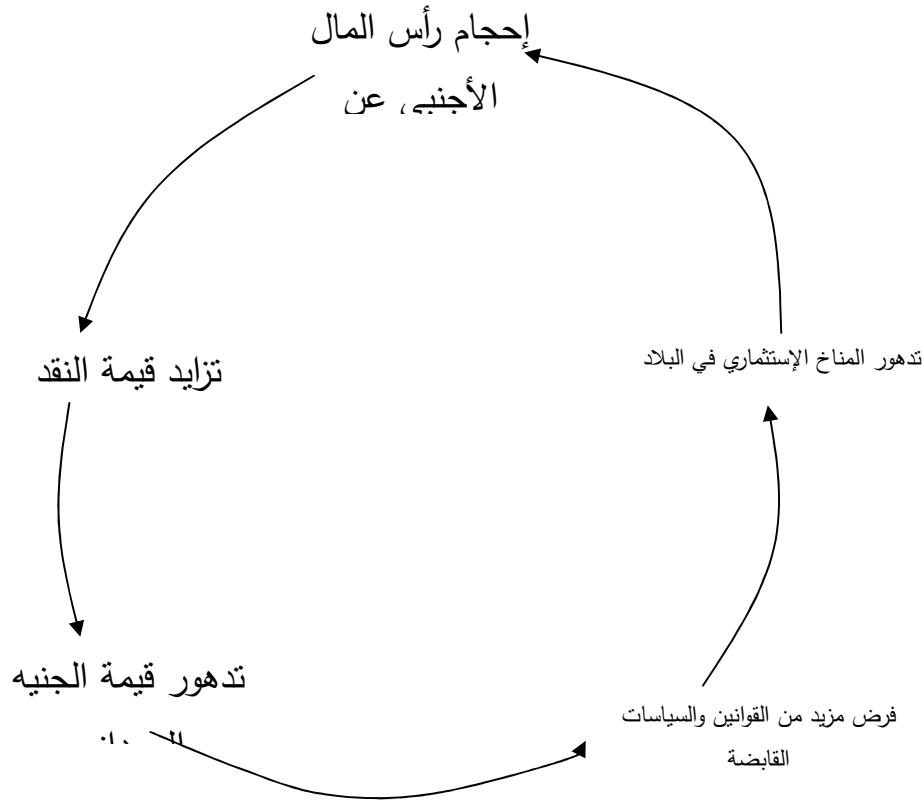 إحجام رأس المال
الأجنبي عن
تزايد قيمة النقد
تدهور قيمة الجنيه
فرض مزيد من القوانين والسياسات
القابضة
تدهور المناخ الإستثماري في البلاد